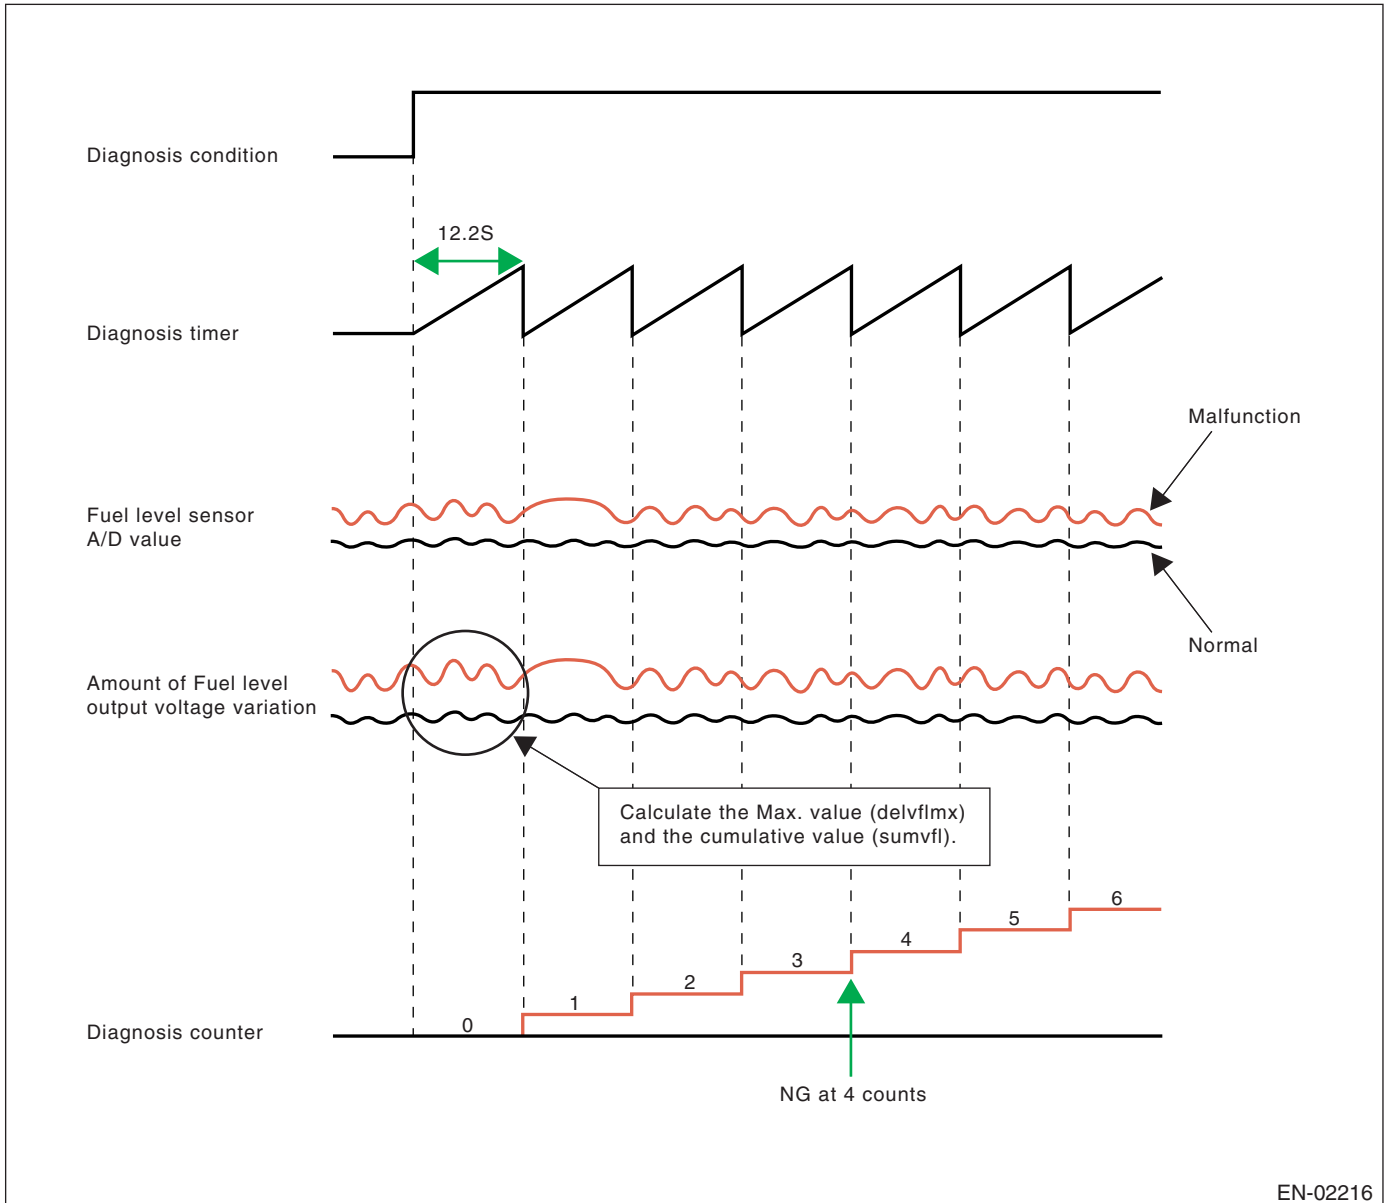 Diagnosis condition
12.2S
Diagnosis timer
Malfunction
Fuel level sensor
A/D value
Normal
Amount of Fuel level
output voltage variation
Calculate the Max. value (delvflmx)
and the cumulative value (sumvfl).
6
5
4
3
2
1
0
Diagnosis counter
NG at 4 counts
EN-02216